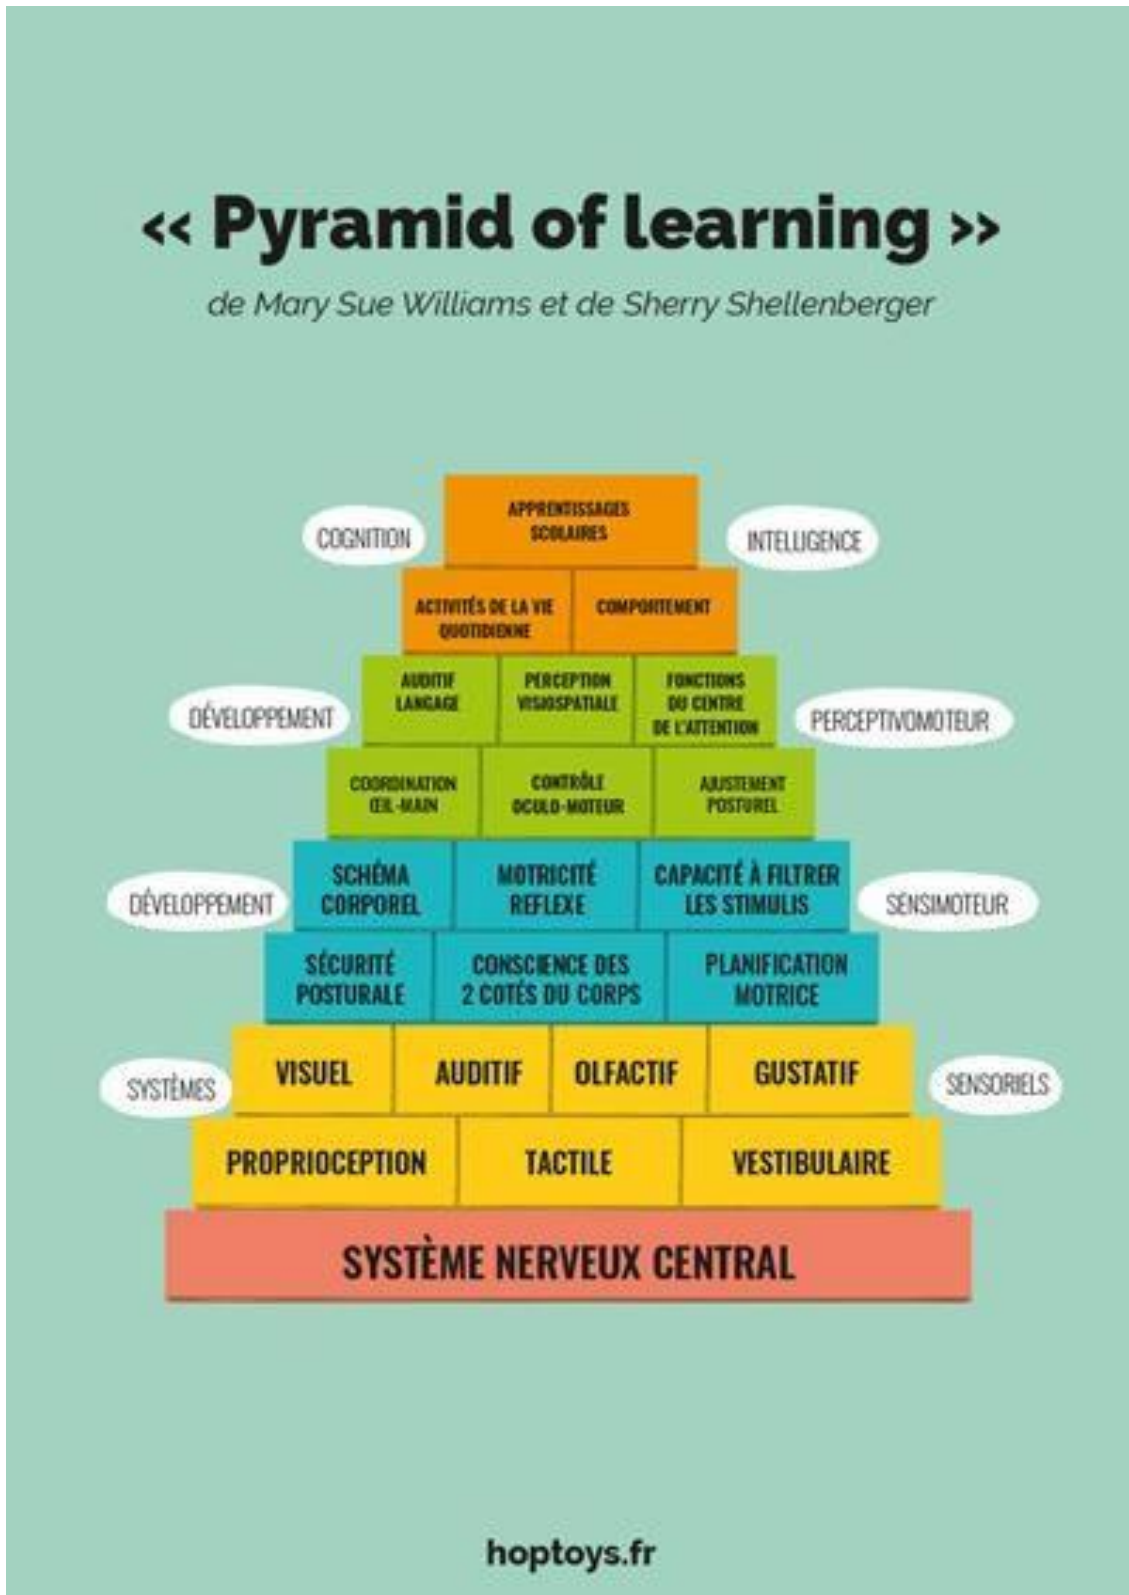 « Pyramid of learning »
de Mary Sue Williams et de Sherry Shellenberger
COGNITION
APPRENTISSAGES
SCOLAIRES
INTELLIGENCE
ACTIVITÉS DE LA VIE
QUOTIDIENNE
COMPORTEMENT
DÉVELOPPEMENT
AUDITIF
LANGAGE
PERCEPTION
VISIOSPATIALE
FONCTIONS
DU CENTRE
DE L'ATTENTION
PERCEPTIVOMOTEUR
COORDINATION
ŒIL-MAIN
CONTRÔLE
OCULO-MOTEUR
AJUSTEMENT
POSTUREL
DÉVELOPPEMENT
SCHÉMA
CORPOREL
MOTRICITÉ
REFLEXE
CAPACITÉ À FILTRER
LES STIMULIS
SENSIMOTEUR
SÉCURITÉ
POSTURALE
CONSCIENCE DES
2 COTÉS DU CORPS
PLANIFICATION
MOTRICE
SYSTÈMES
VISUEL
AUDITIF
OLFACTIF
GUSTATIF
SENSORIELS
PROPRIOCEPTION
TACTILE
VESTIBULAIRE
SYSTÈME NERVEUX CENTRAL
hoptoys.fr